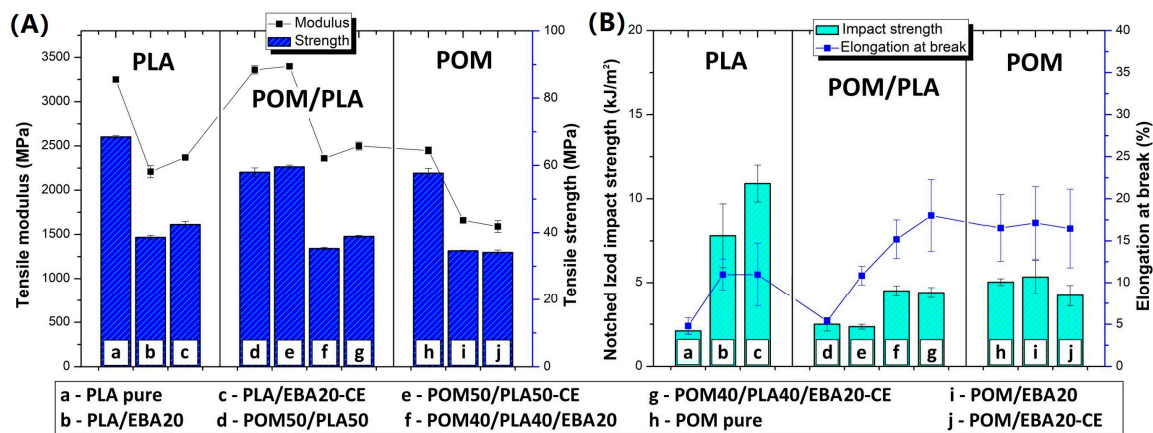 (A)
Modulus
Strength
PLA
POM/PLA
POM
Tensile modulus (MPa)
3500
3000
2500
2000
1500
1000
500
0
Tensile strength (MPa)
100
80
60
40
20
0
a b c d e f g h i j
(B)
Impact strength
Elongation at break
PLA
POM/PLA
POM
Notched Izod impact strength (kJ/m²)
20
15
10
5
0
Elongation at break (%)
40
35
30
25
20
15
10
5
0
a b c d e f g h i j
a - PLA pure c - PLA/EBA20-CE e - POM50/PLA50-CE g - POM40/PLA40/EBA20-CE i - POM/EBA20
b - PLA/EBA20 d - POM50/PLA50 f - POM40/PLA40/EBA20 h - POM pure j - POM/EBA20-CE